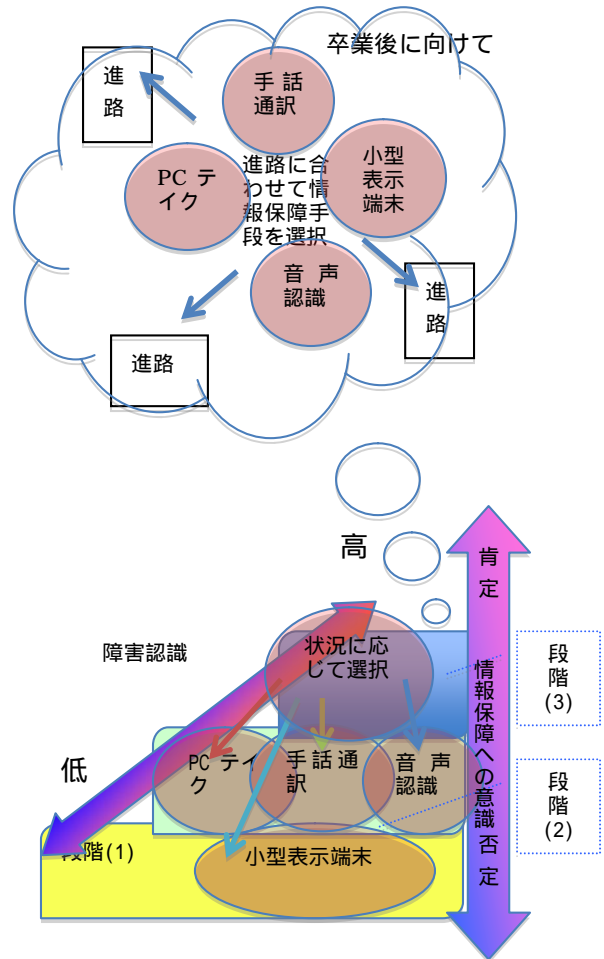 卒業後に向けて
進
路
手 話
通訳
PC テ
イク
進路に合
わせて情
報保障手
段を選択
小型
表示
端末
音 声
認識
進
路
進路
高
肯
定
障害認識
状況に応
じて選択
情報保障への意識
段
階
(3)
低
PC テイ
ク
手 話 通
訳
音 声
認識
段
階
(2)
否
定
段階(1)
小型表示端末